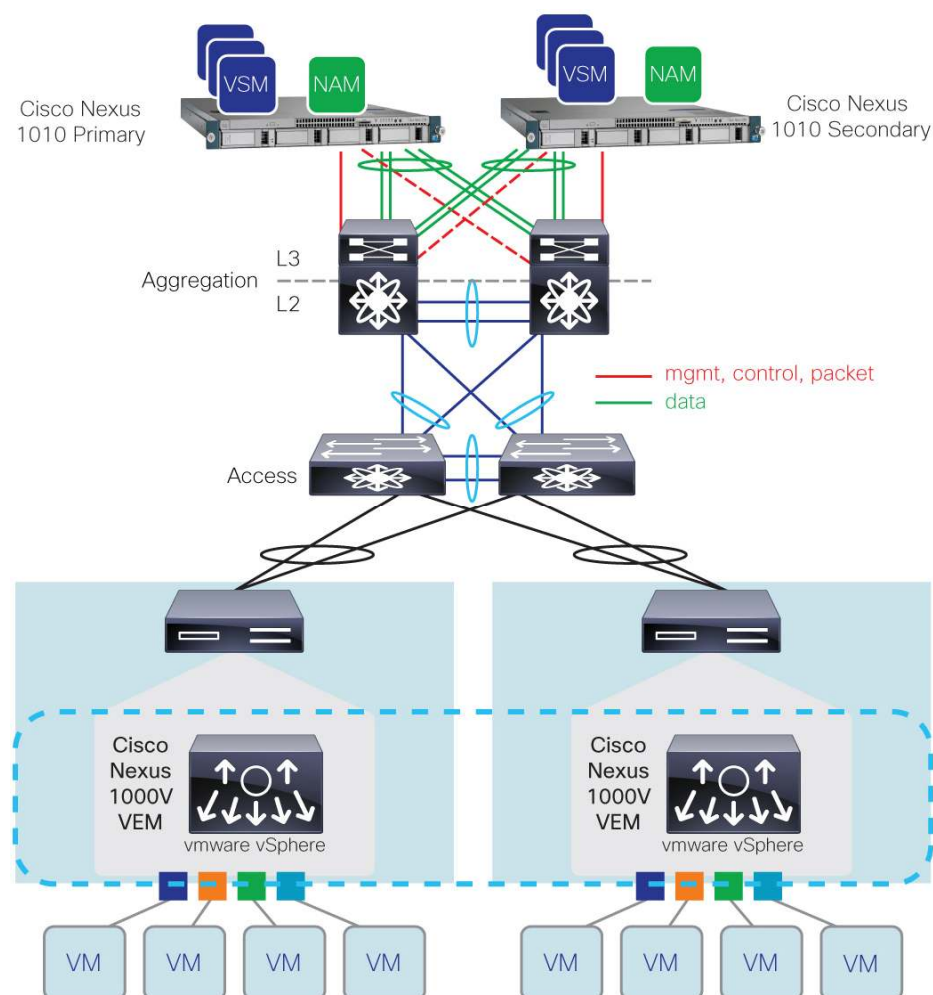 VSM
NAM
VSM
NAM
Cisco Nexus
1010 Primary
Cisco Nexus
1010 Secondary
L3
Aggregation
L2
mgmt, control, packet
data
Access
Cisco
Nexus
1000V
VEM
vmware vSphere
Cisco
Nexus
1000V
VEM
vmware vSphere
VM
VM
VM
VM
VM
VM
VM
VM